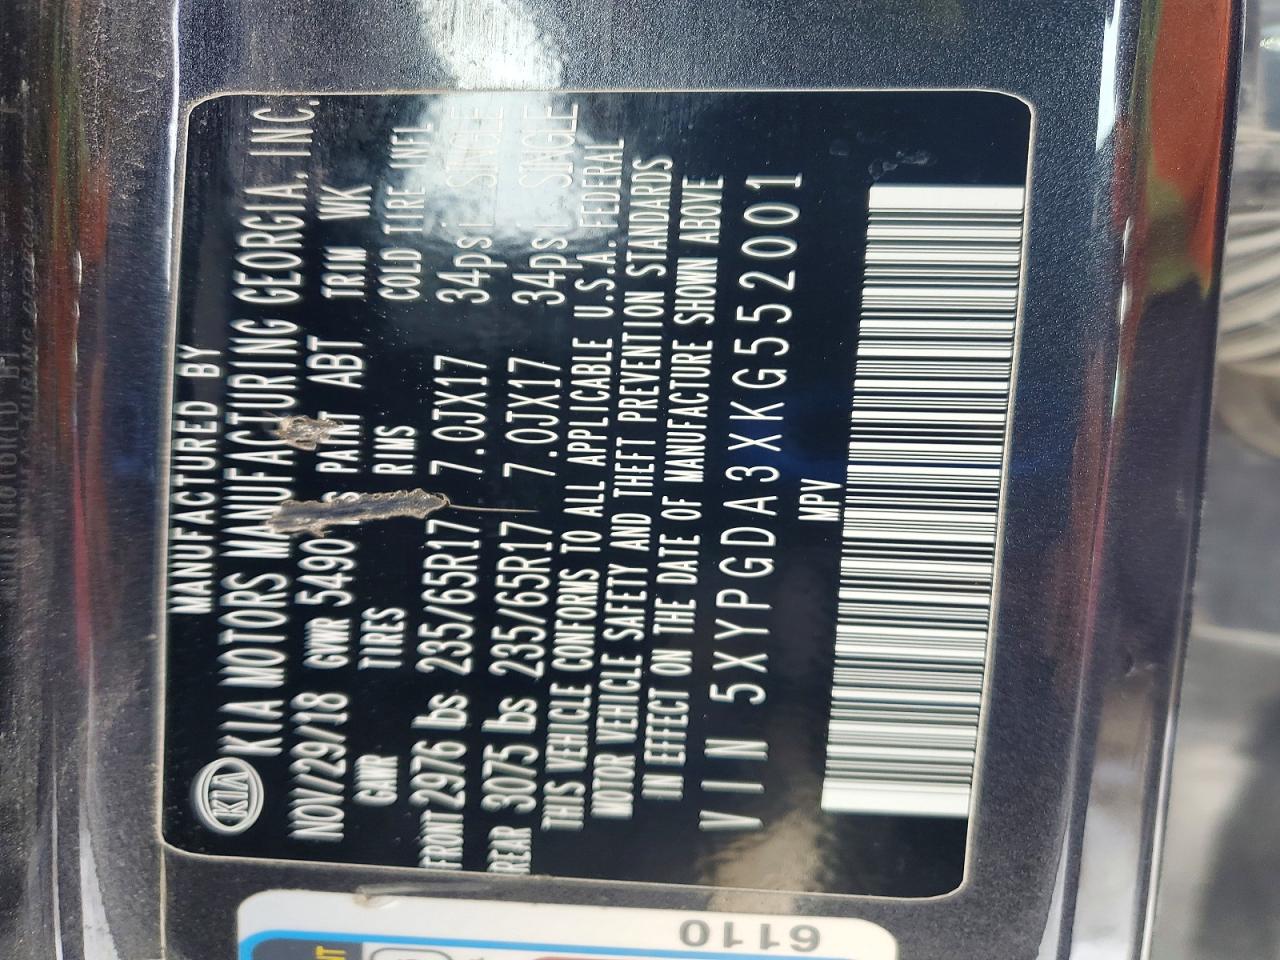 MANUFACTURED BY
KIA KIA MOTORS MANUFACTURING GEORGIA. INC.
NOV/29/18 GVWR 5490 PAINT ABT TRIM WK
GAWR TIRES RIMS COLD TIRE INFL
FRONT 2976 lbs 235/65R17 7.0JX17 34psi SINGLE
REAR 3075 lbs 235/65R17 7.0JX17 34psi SINGLE
THIS VEHICLE CONFORMS TO ALL APPLICABLE U.S.A. FEDERAL
MOTOR VEHICLE SAFETY AND THEFT PREVENTION STANDARDS
IN EFFECT ON THE DATE OF MANUFACTURE SHOWN ABOVE
VIN 5XYPGDA3XKG552001
MPV
6110